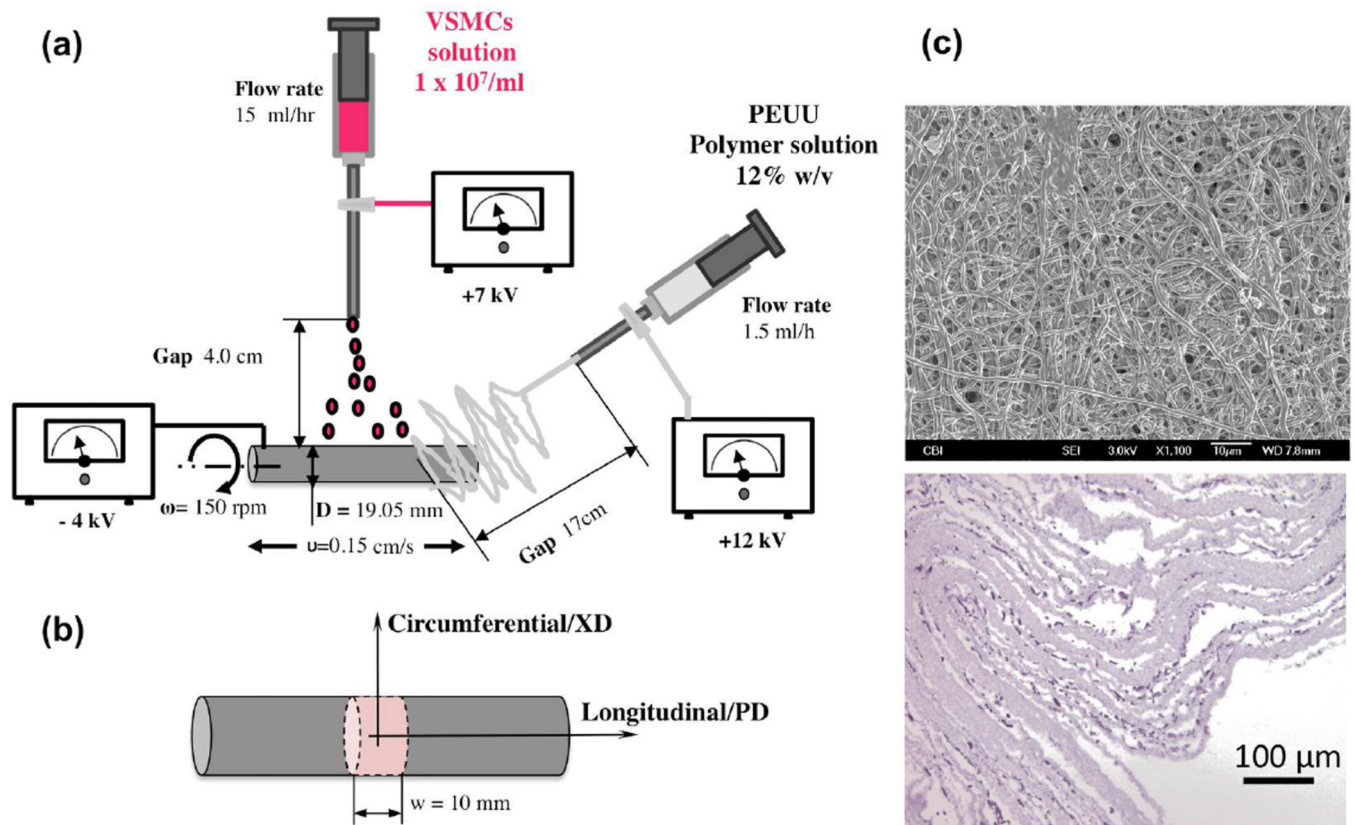 (a)
VSMCs
solution
1 x 10⁷/ml
Flow rate
15 ml/hr
PEUU
Polymer solution
12% w/v
+7 kV
Flow rate
1.5 ml/h
Gap 4.0 cm
- 4 kV
ω= 150 rpm
D = 19.05 mm
υ=0.15 cm/s
Gap 17cm
+12 kV
(b)
Circumferential/XD
Longitudinal/PD
w = 10 mm
(c)
CBI SEI 3.0kV X1,100 10µm WD 7.8mm
100 µm